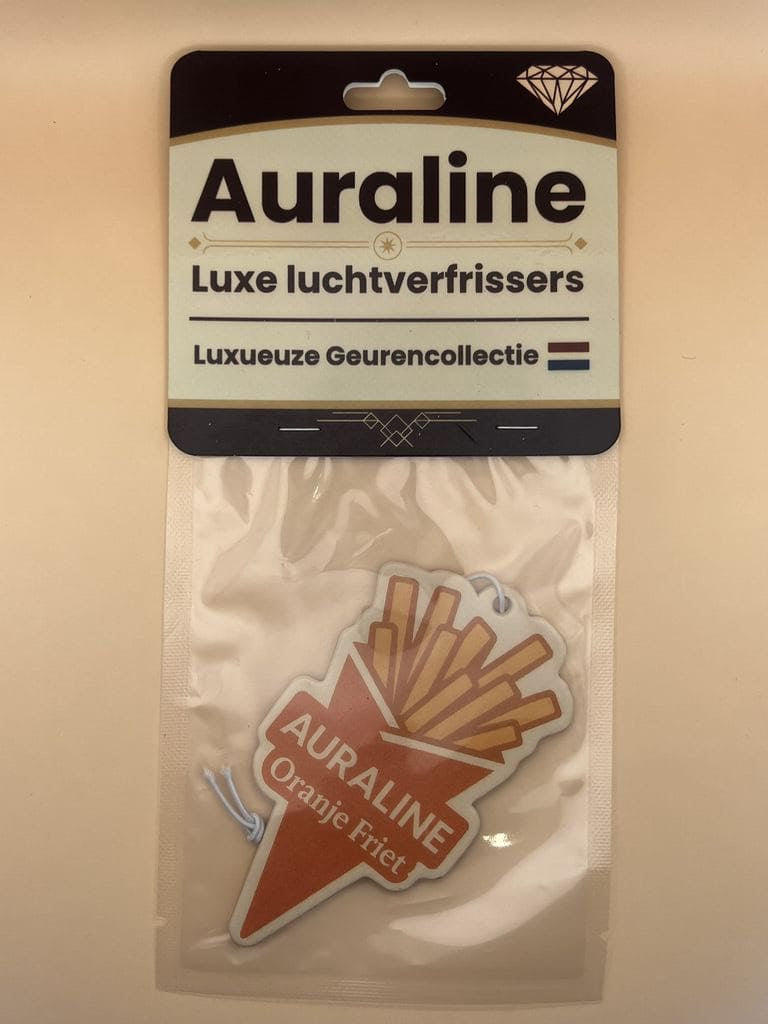 Auraline
Luxe luchtverfrissers
Luxueuze Geurencollectie
AURALINE
Oranje Friet